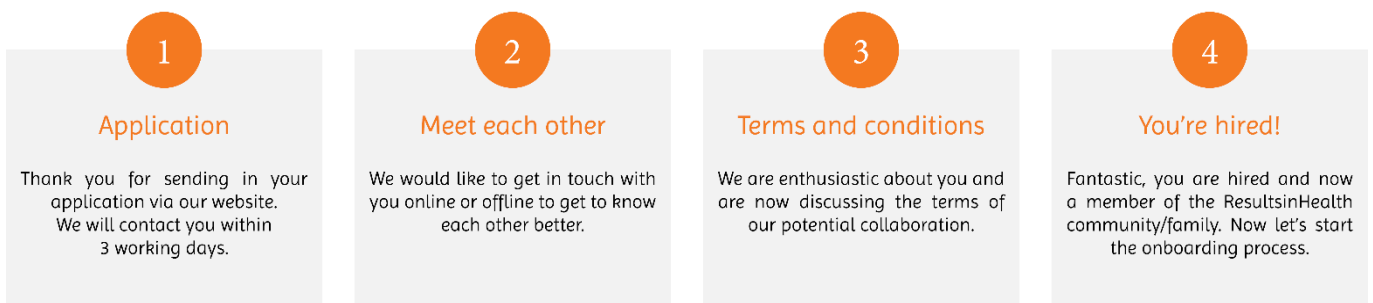 1
Application
Thank you for sending in your
application via our website.
We will contact you within
3 working days.
2
Meet each other
We would like to get in touch with
you online or offline to get to know
each other better.
3
Terms and conditions
We are enthusiastic about you and
are now discussing the terms of
our potential collaboration.
4
You're hired!
Fantastic, you are hired and now
a member of the ResultsinHealth
community/family. Now let's start
the onboarding process.